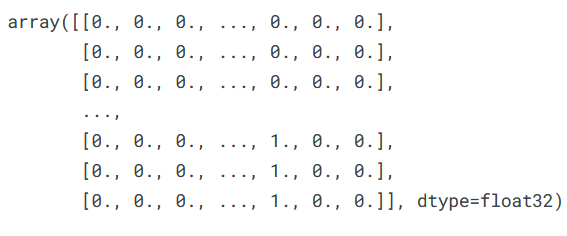 array([[0., 0., 0., ..., 0., 0., 0.],
[0., 0., 0., ..., 0., 0., 0.],
[0., 0., 0., ..., 0., 0., 0.],
...,
[0., 0., 0., ..., 1., 0., 0.],
[0., 0., 0., ..., 1., 0., 0.],
[0., 0., 0., ..., 1., 0., 0.]], dtype=float32)